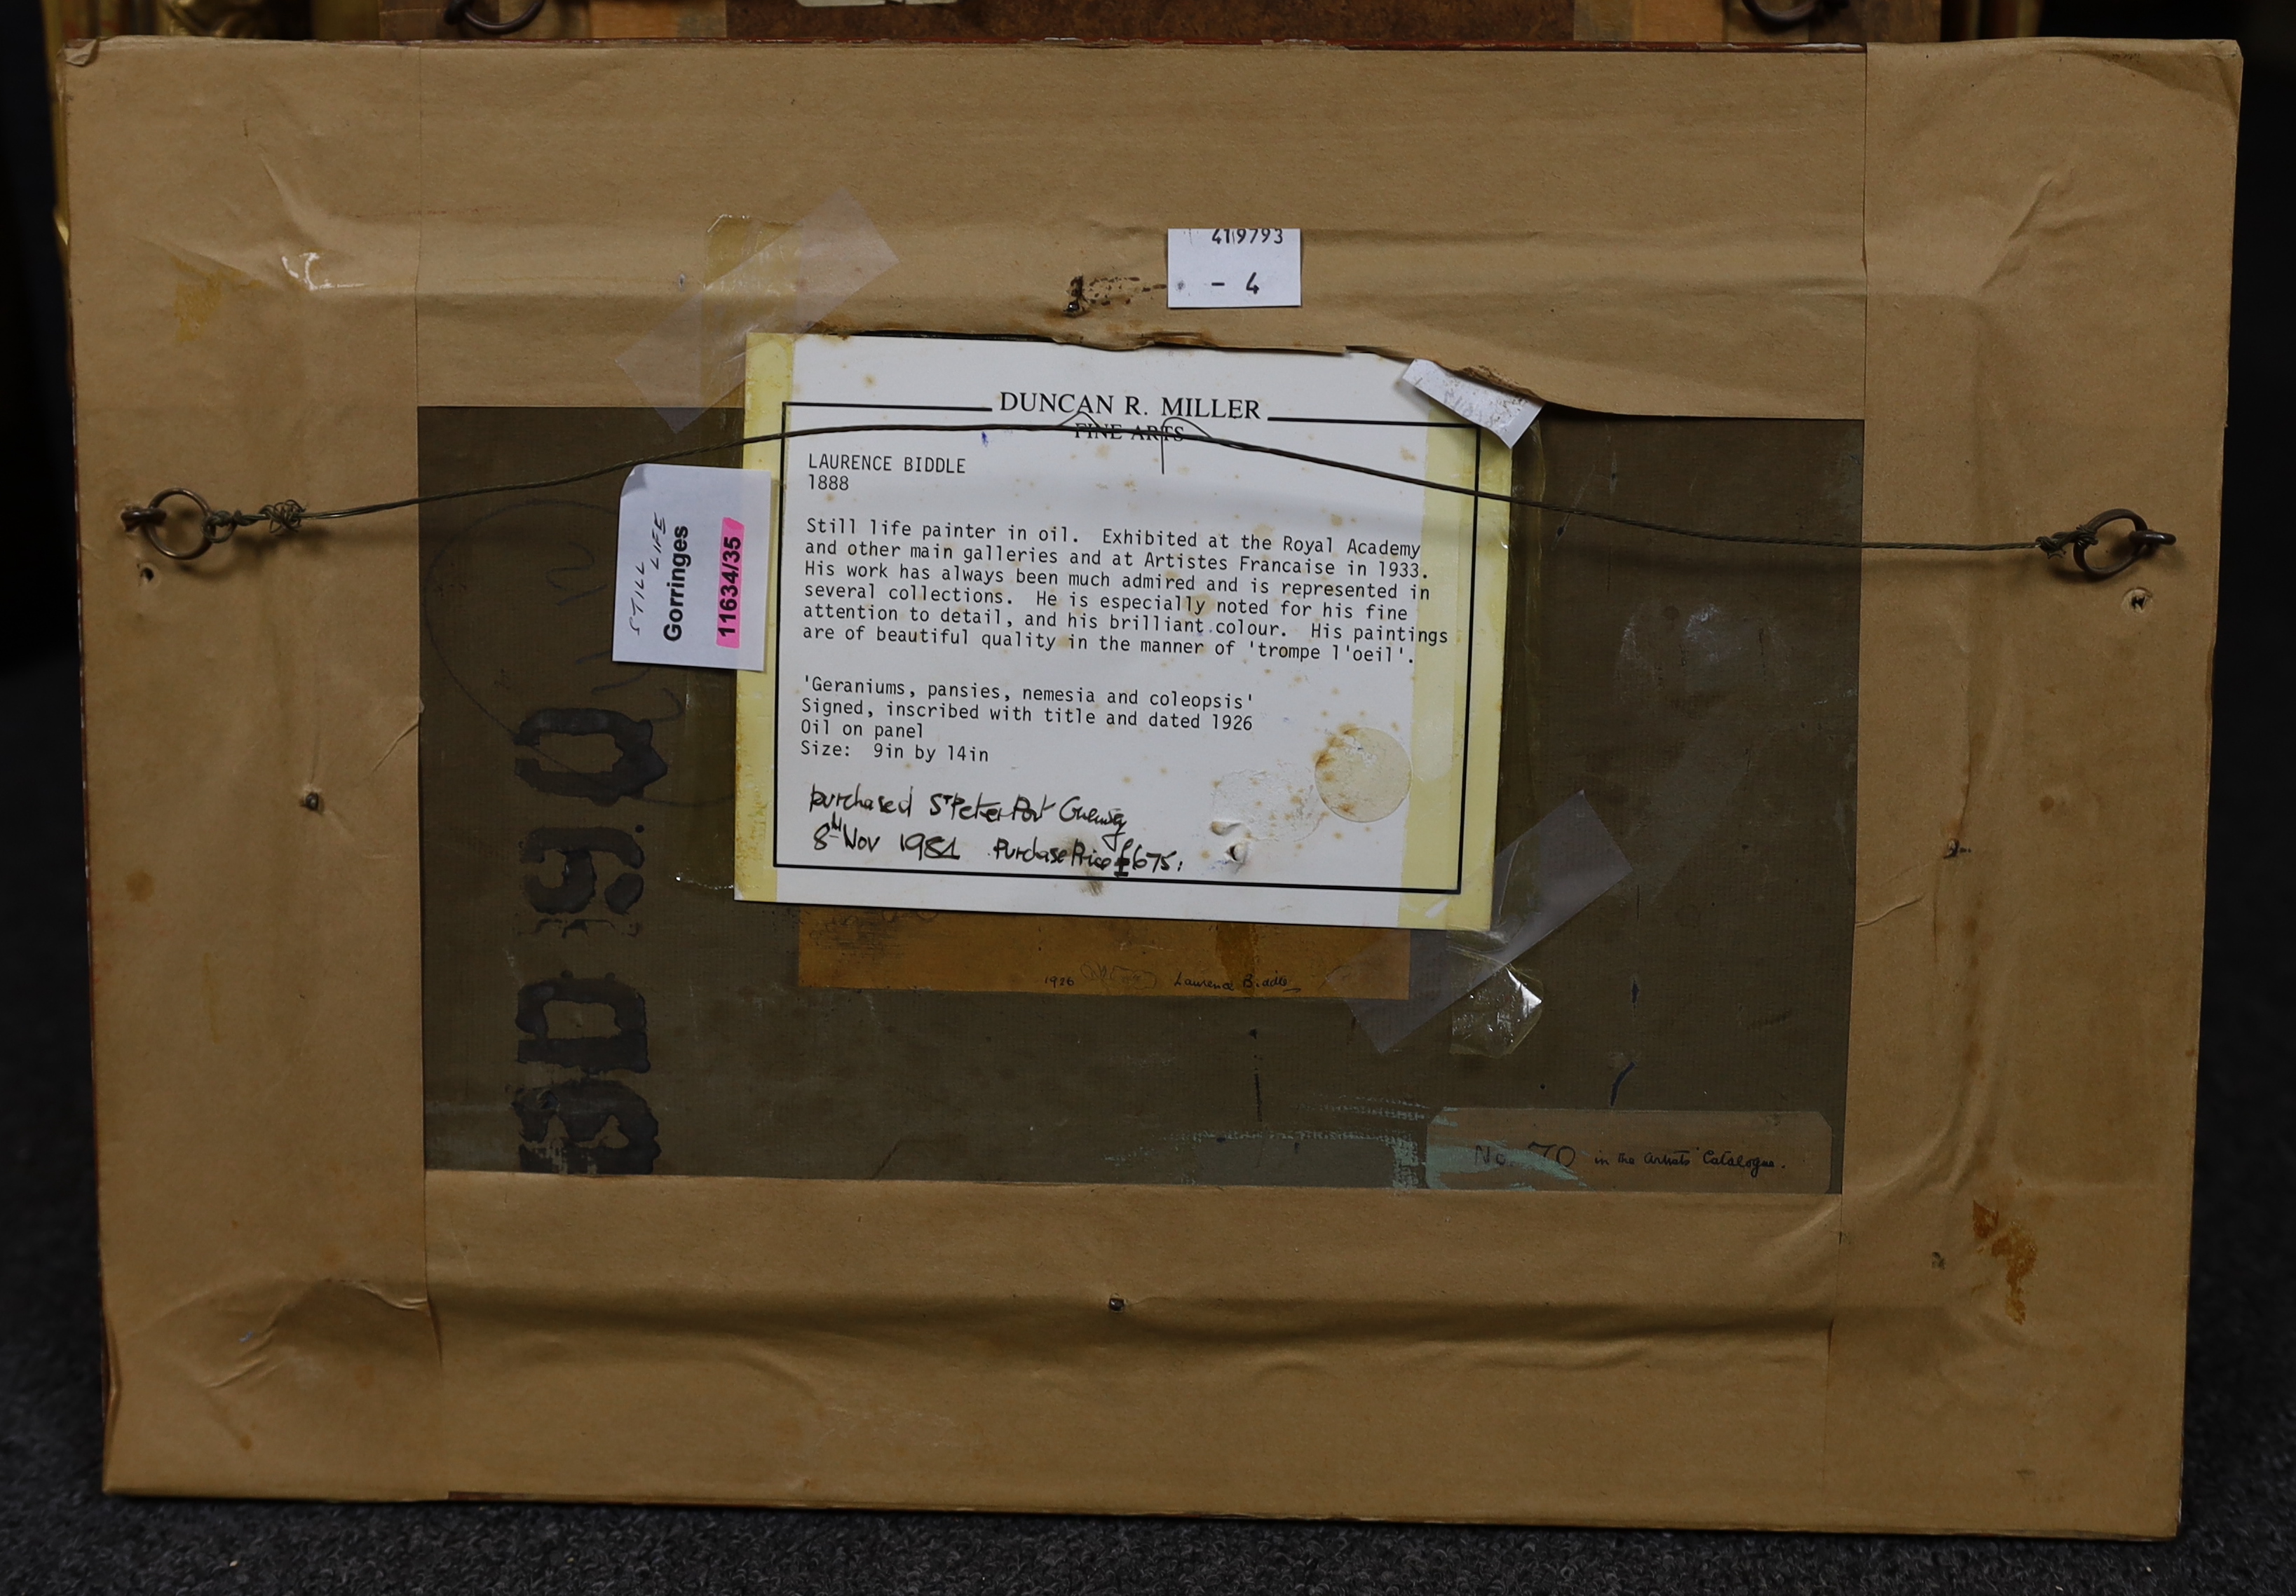 419793
- 4
DUNCAN R. MILLER
FINE ARTS
LAURENCE BIDDLE
1888
Still life painter in oil. Exhibited at the Royal Academy
and other main galleries and at Artistes Francaise in 1933.
His work has always been much admired and is represented in
several collections. He is especially noted for his fine
attention to detail, and his brilliant colour. His paintings
are of beautiful quality in the manner of 'trompe l'oeil'.
'Geraniums, pansies, nemesia and coleopsis'
Signed, inscribed with title and dated 1926
Oil on panel
Size: 9in by 14in
purchased St Peter Port Guernsey
8th Nov 1981 Purchase Price £675.
STILL LIFE
Gorringes
11634/35
1926 Laurence Biddle
No. 70 in the Artists' Catalogue.